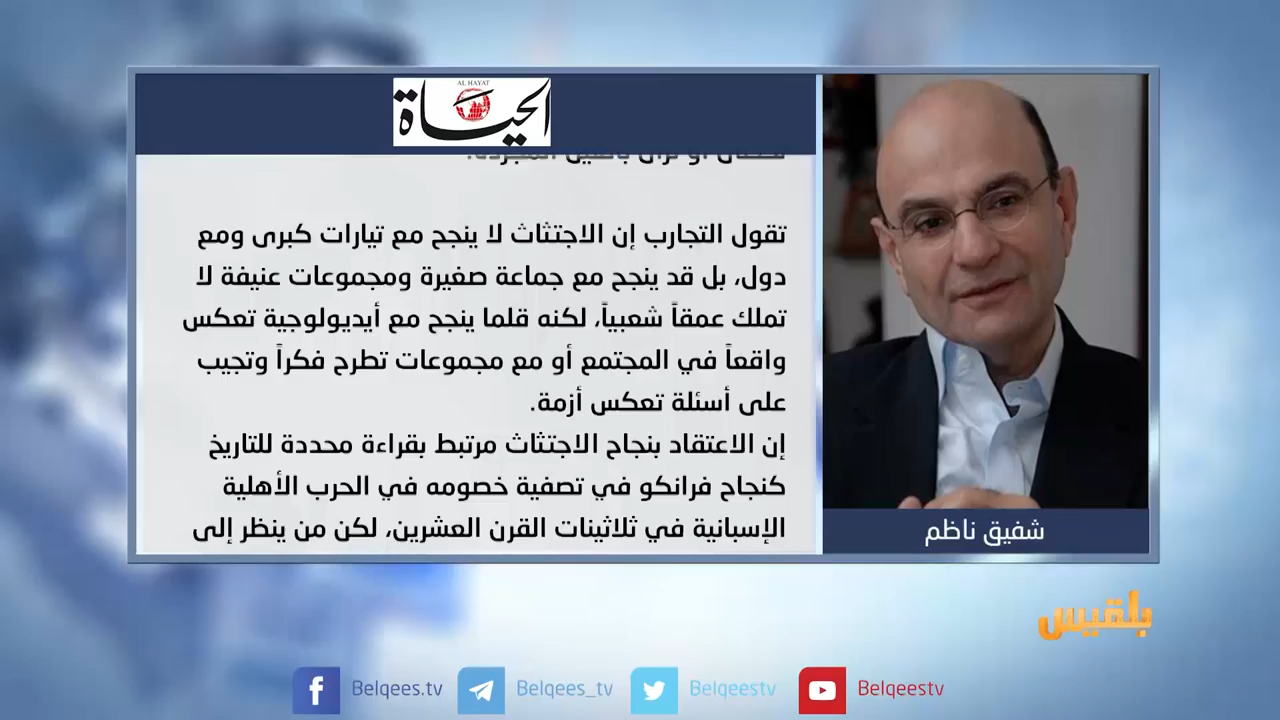 AL HAYAT
الحياة
تقول التجارب إن الاجتثاث لا ينجح مع تيارات كبرى ومع
دول، بل قد ينجح مع جماعة صغيرة ومجموعات عنيفة لا
تملك عمقاً شعبياً، لكنه قلما ينجح مع أيديولوجية تعكس
واقعاً في المجتمع أو مع مجموعات تطرح فكراً وتجيب
على أسئلة تعكس أزمة.
إن الاعتقاد بنجاح الاجتثاث مرتبط بقراءة محددة للتاريخ
كنجاح فرانكو في تصفية خصومه في الحرب الأهلية
الإسبانية في ثلاثينات القرن العشرين، لكن من ينظر إلى
شفيق ناظم
بلقيس
Belqees.tv
Belqees_tv
Belqeestv
Belqeestv